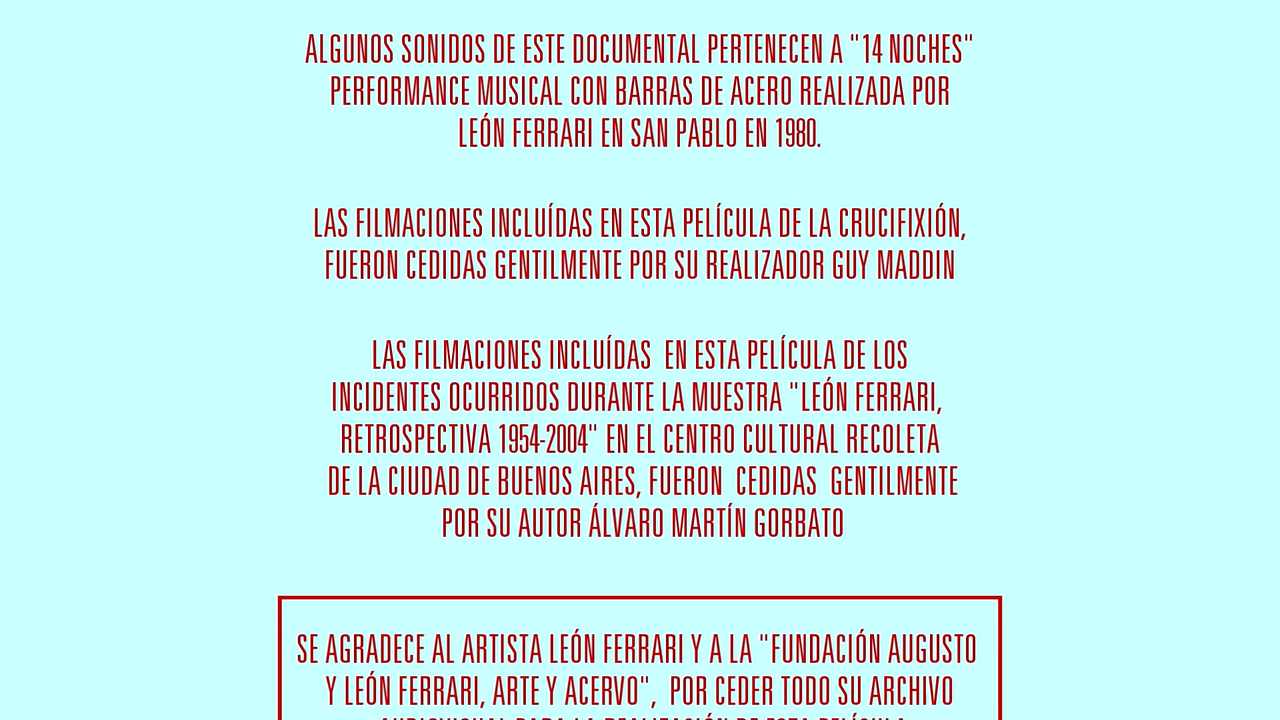 ALGUNOS SONIDOS DE ESTE DOCUMENTAL PERTENECEN A "14 NOCHES"
PERFORMANCE MUSICAL CON BARRAS DE ACERO REALIZADA POR
LEÓN FERRARI EN SAN PABLO EN 1980.
LAS FILMACIONES INCLUÍDAS EN ESTA PELÍCULA DE LA CRUCIFIXIÓN,
FUERON CEDIDAS GENTILMENTE POR SU REALIZADOR GUY MADDIN
LAS FILMACIONES INCLUÍDAS EN ESTA PELÍCULA DE LOS
INCIDENTES OCURRIDOS DURANTE LA MUESTRA "LEÓN FERRARI,
RETROSPECTIVA 1954-2004" EN EL CENTRO CULTURAL RECOLETA
DE LA CIUDAD DE BUENOS AIRES, FUERON CEDIDAS GENTILMENTE
POR SU AUTOR ÁLVARO MARTÍN GORBATO
SE AGRADECE AL ARTISTA LEÓN FERRARI Y A LA "FUNDACIÓN AUGUSTO
Y LEÓN FERRARI, ARTE Y ACERVO", POR CEDER TODO SU ARCHIVO